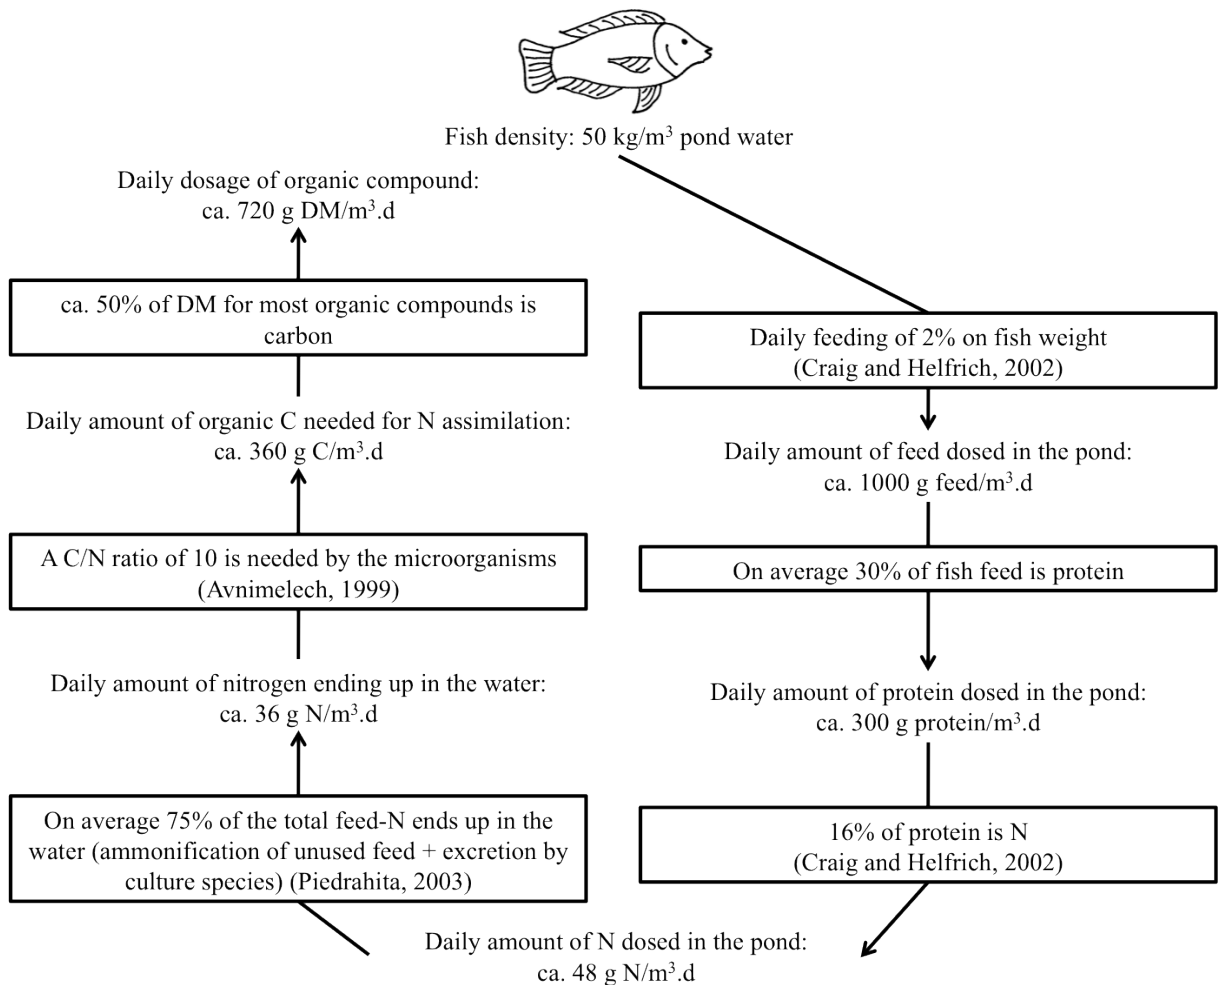 Fish density: 50 kg/m³ pond water
Daily feeding of 2% on fish weight
(Craig and Helfrich, 2002)
Daily amount of feed dosed in the pond:
ca. 1000 g feed/m³.d
On average 30% of fish feed is protein
Daily amount of protein dosed in the pond:
ca. 300 g protein/m³.d
16% of protein is N
(Craig and Helfrich, 2002)
Daily amount of N dosed in the pond:
ca. 48 g N/m³.d
On average 75% of the total feed-N ends up in the
water (ammonification of unused feed + excretion by
culture species) (Piedrahita, 2003)
Daily amount of nitrogen ending up in the water:
ca. 36 g N/m³.d
A C/N ratio of 10 is needed by the microorganisms
(Avnimelech, 1999)
Daily amount of organic C needed for N assimilation:
ca. 360 g C/m³.d
ca. 50% of DM for most organic compounds is
carbon
Daily dosage of organic compound:
ca. 720 g DM/m³.d